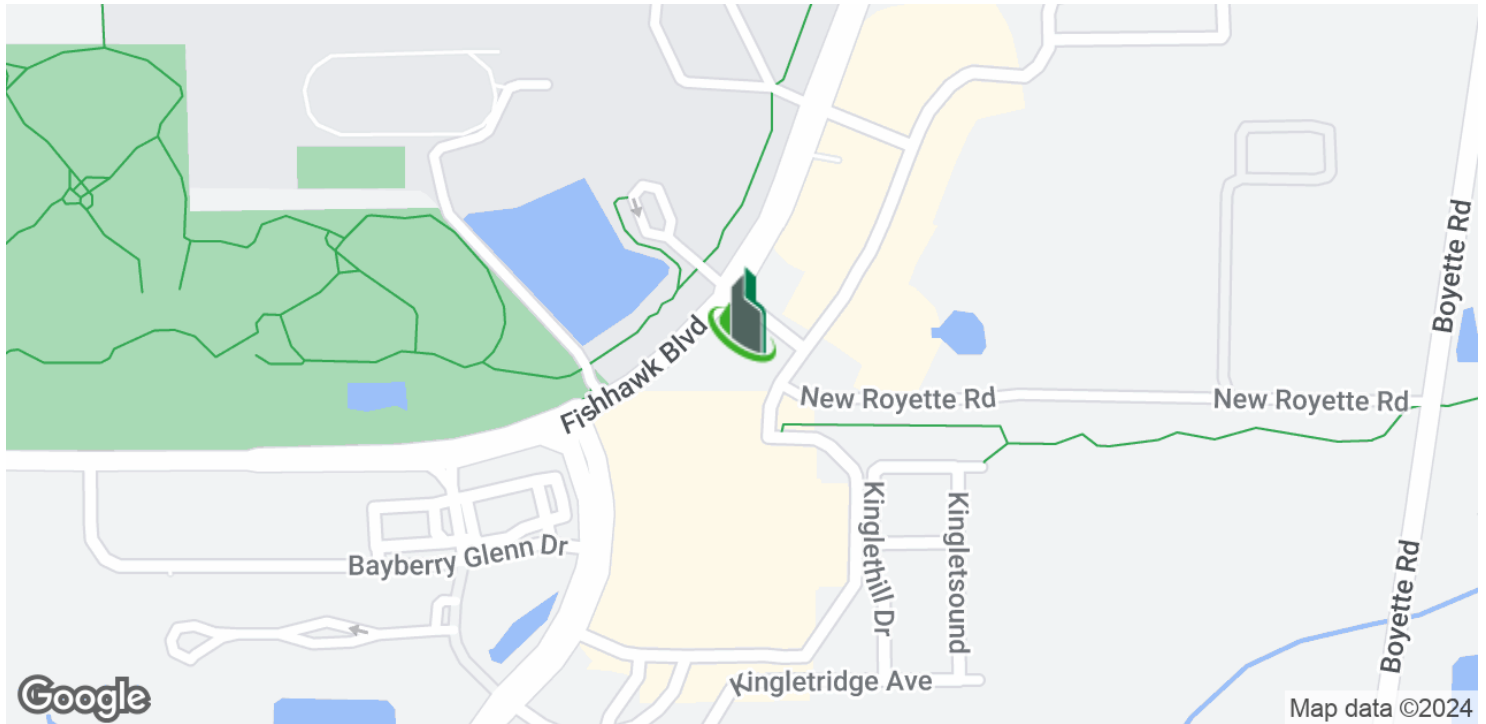 Boyette Rd
Fishhawk Blvd
New Royette Rd
New Royette Rd
Kinglethill Dr
Kingletsound
Bayberry Glenn Dr
Boyette Rd
Kingletridge Ave
Google
Map data ©2024